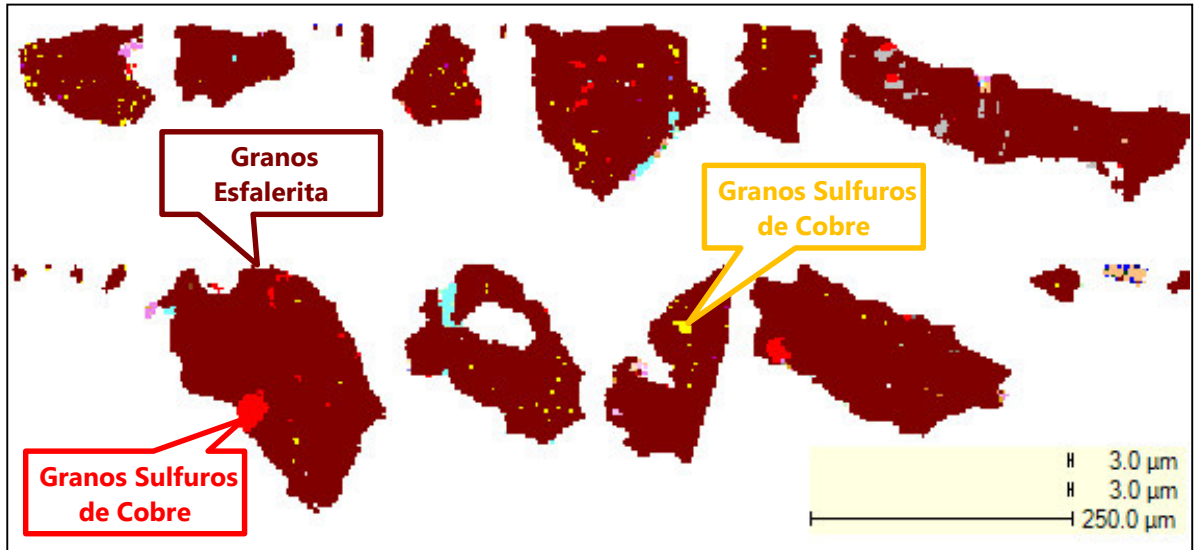 Granos
Esfalerita
Granos Sulfuros
de Cobre
Granos Sulfuros
de Cobre
3.0 µm
3.0 µm
250.0 µm